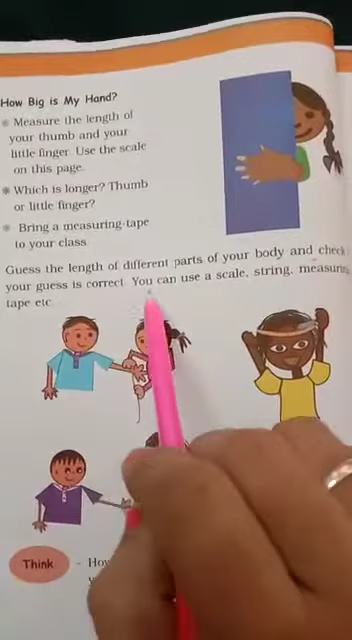 How Big is My Hand?
Measure the length of
your thumb and your
little finger. Use the scale
on this page.
Which is longer? Thumb
or little finger?
Bring a measuring-tape
to your class
Guess the length of different parts of your body and check
your guess is correct You can use a scale, string, measuring
tape etc
Think - How